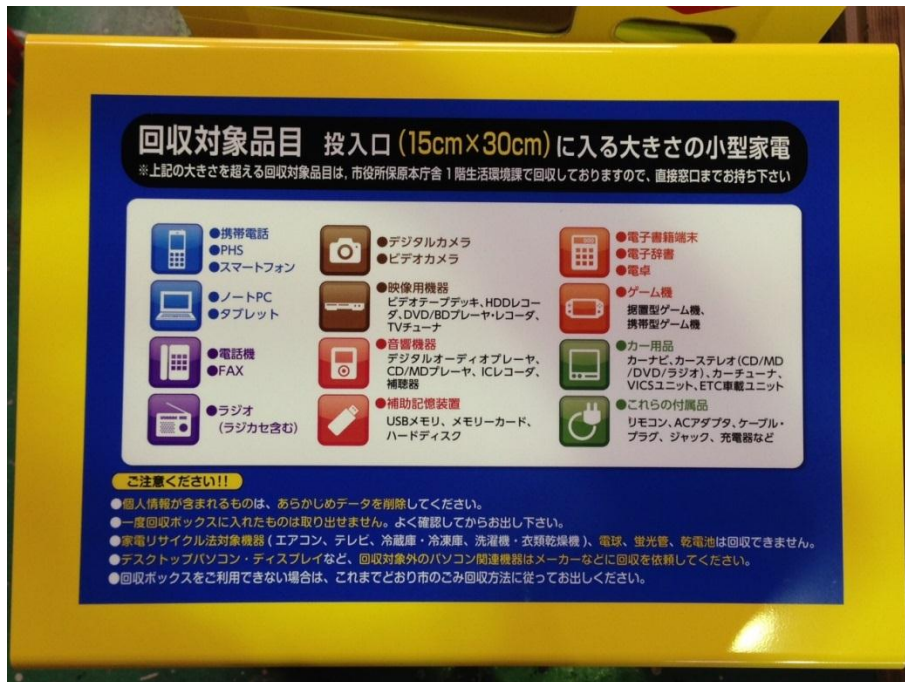 回収対象品目 投入口(15cm×30cm)に入る大きさの小型家電
※上記の大きさを超える回収対象品目は、市役所保原本庁舎1階生活環境課で回収しておりますので、直接窓口までお持ち下さい
●携帯電話
●PHS
●スマートフォン
●ノートPC
●タブレット
●電話機
●FAX
●ラジオ
(ラジカセ含む)
●デジタルカメラ
●ビデオカメラ
●映像用機器
ビデオテープデッキ、HDDレコー
ダ、DVD/BDプレーヤ・レコーダ、
TVチューナ
●音響機器
デジタルオーディオプレーヤ、
CD/MDプレーヤ、ICレコーダ、
補聴器
●補助記憶装置
USBメモリ、メモリーカード、
ハードディスク
●電子書籍端末
●電子辞書
●電卓
●ゲーム機
据置型ゲーム機、
携帯型ゲーム機
●カー用品
カーナビ、カーステレオ(CD/MD
/DVD/ラジオ)、カーチューナ、
VICSユニット、ETC車載ユニット
●これらの付属品
リモコン、ACアダプタ、ケーブル・
プラグ、ジャック、充電器など
ご注意ください!!
●個人情報が含まれるものは、あらかじめデータを削除してください。
●一度回収ボックスに入れたものは取り出せません。よく確認してからお出し下さい。
●家電リサイクル法対象機器(エアコン、テレビ、冷蔵庫・冷凍庫、洗濯機・衣類乾燥機)、電球、蛍光管、乾電池は回収できません。
●デスクトップパソコン・ディスプレイなど、回収対象外のパソコン関連機器はメーカーなどに回収を依頼してください。
●回収ボックスをご利用できない場合は、これまでどおり市のごみ回収方法に従ってお出しください。